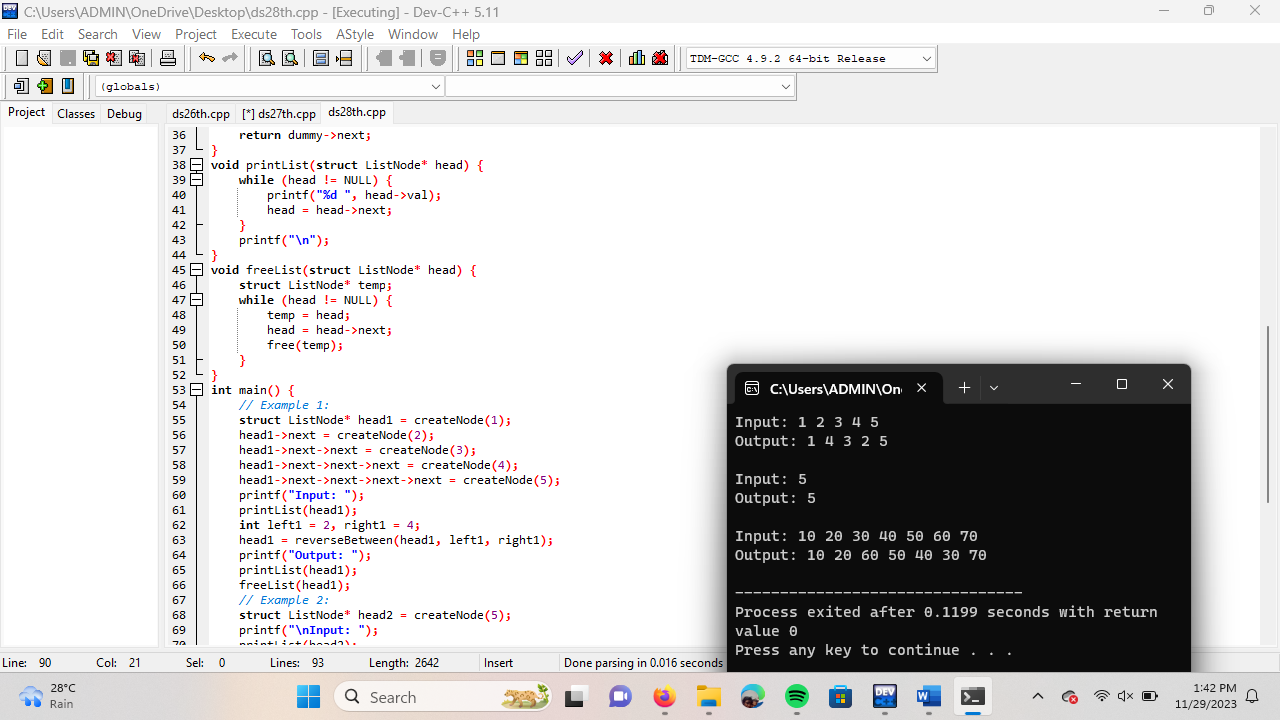 C:\Users\ADMIN\OneDrive\Desktop\ds28th.cpp - [Executing] - Dev-C++ 5.11
File Edit Search View Project Execute Tools AStyle Window Help
TDM-GCC 4.9.2 64-bit Release
(globals)
Project Classes Debug
ds26th.cpp [*] ds27th.cpp ds28th.cpp
36 return dummy->next;
37 }
38 void printList(struct ListNode* head) {
39 while (head != NULL) {
40 printf("%d ", head->val);
41 head = head->next;
42 }
43 printf("\n");
44 }
45 void freeList(struct ListNode* head) {
46 struct ListNode* temp;
47 while (head != NULL) {
48 temp = head;
49 head = head->next;
50 free(temp);
51 }
52 }
53 int main() {
54 // Example 1:
55 struct ListNode* head1 = createNode(1);
56 head1->next = createNode(2);
57 head1->next->next = createNode(3);
58 head1->next->next->next = createNode(4);
59 head1->next->next->next->next = createNode(5);
60 printf("Input: ");
61 printList(head1);
62 int left1 = 2, right1 = 4;
63 head1 = reverseBetween(head1, left1, right1);
64 printf("Output: ");
65 printList(head1);
66 freeList(head1);
67 // Example 2:
68 struct ListNode* head2 = createNode(5);
69 printf("\nInput: ");
70 printList(head2);
C:\Users\ADMIN\On
Input: 1 2 3 4 5
Output: 1 4 3 2 5
Input: 5
Output: 5
Input: 10 20 30 40 50 60 70
Output: 10 20 60 50 40 30 70
--------------------------------
Process exited after 0.1199 seconds with return
value 0
Press any key to continue . . .
Line: 90 Col: 21 Sel: 0 Lines: 93 Length: 2642 Insert Done parsing in 0.016 seconds
28°C
Rain
Search
DEV
1:42 PM
11/29/2023